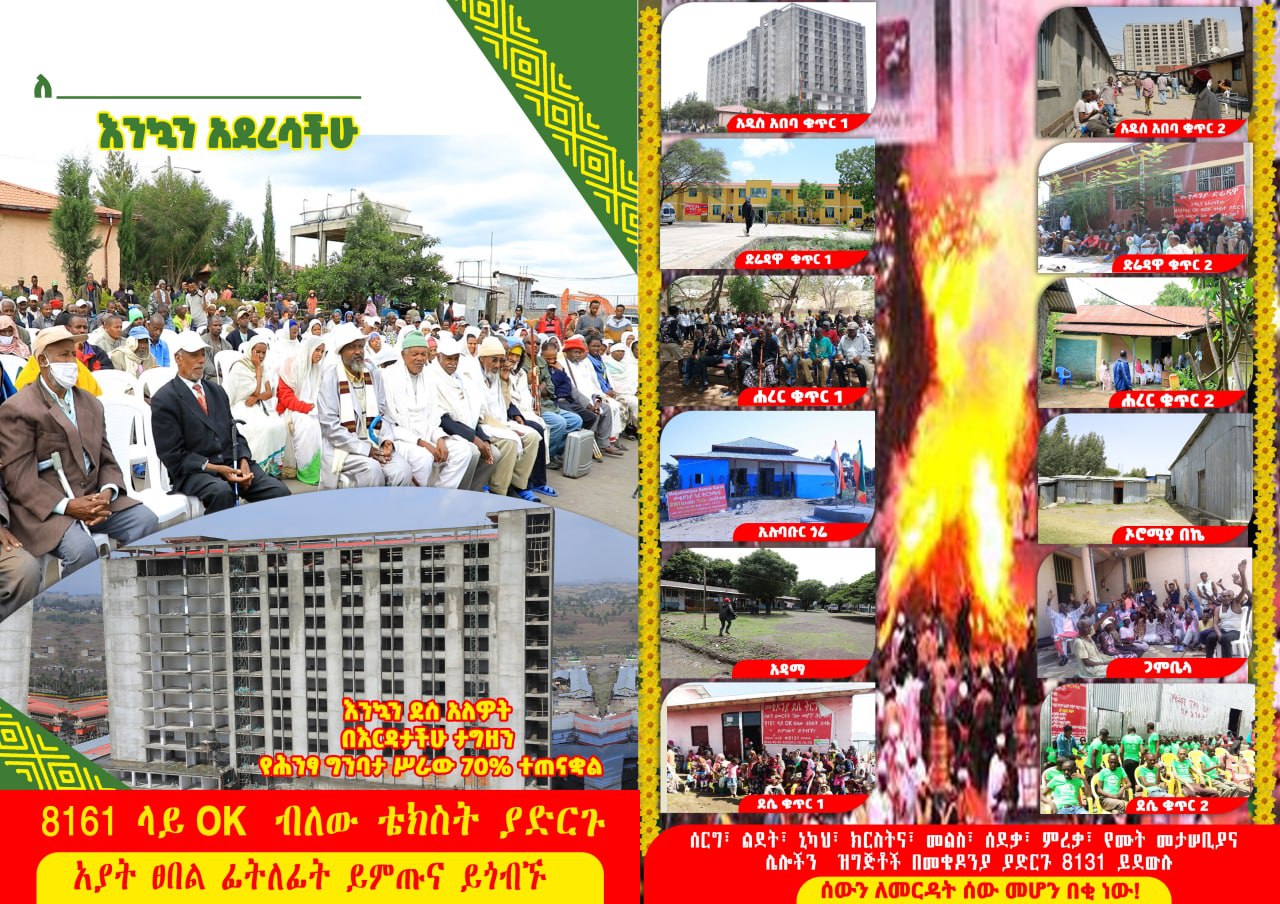 ለ
እንኳን አደረሳችሁ
እንኳን ደስ አለዎት
በእርዳታችሁ ታግዘን
የሕንፃ ግንባታ ሥራው 70% ተጠናቋል
8161 ላይ OK ብለው ቴክስት ያድርጉ
አያት ፀበል ፊትለፊት ይምጡና ይጎብኙ
አዲስ አበባ ቁጥር 1
አዲስ አበባ ቁጥር 2
ድሬዳዋ ቁጥር 1
ድሬዳዋ ቁጥር 2
ሐረር ቁጥር 1
ሐረር ቁጥር 2
ኢሉባቡር ጎሬ
ኦሮሚያ በኬ
አዳማ
ጋምቤላ
ደሴ ቁጥር 1
ደሴ ቁጥር 2
ሰርግ፣ ልደት፣ ኒካህ፣ ክርስትና፣ መልስ፣ ሰደቃ፣ ምረቃ፣ የሙት መታሠቢያና
ሌሎችን ዝግጅቶች በመቄዶንያ ያድርጉ 8131 ይደውሉ
ሰውን ለመርዳት ሰው መሆን በቂ ነው!